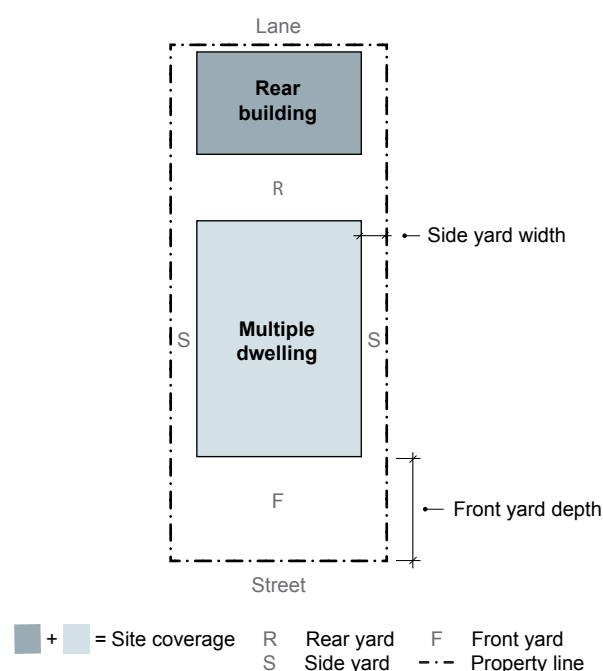 Lane
Rear
building
R
Side yard width
Multiple
dwelling
S
S
F
Front yard depth
Street
+ = Site coverage R Rear yard F Front yard
S Side yard Property line